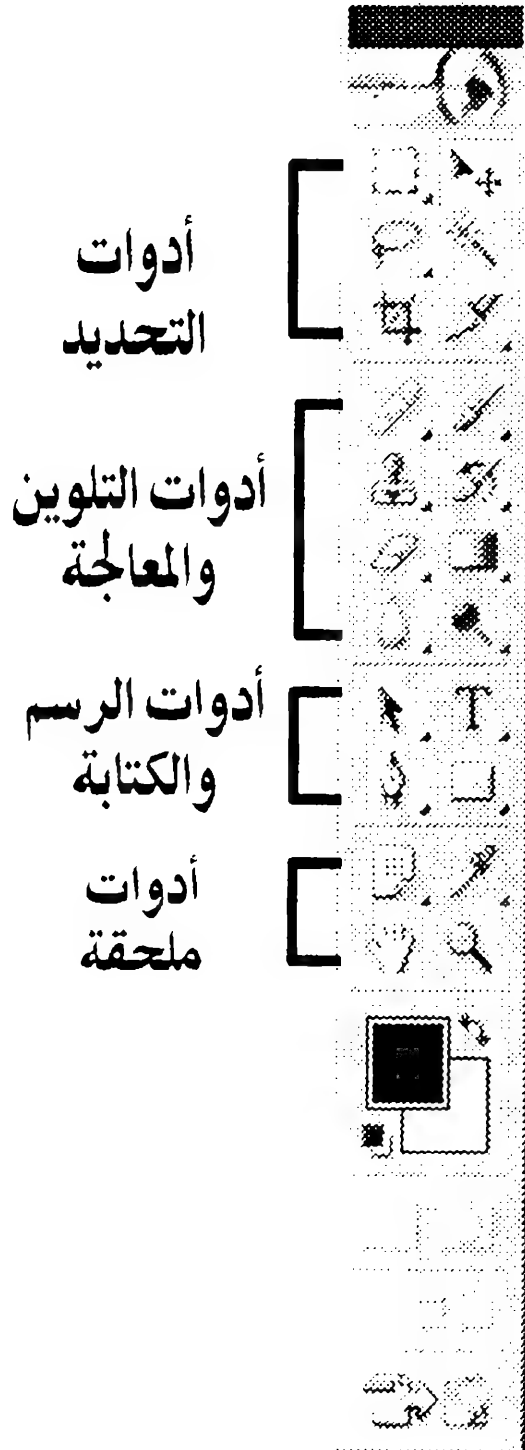 أدوات
التحديد
أدوات التلوين
والمعالجة
أدوات الرسم
والكتابة
أدوات
ملحقة